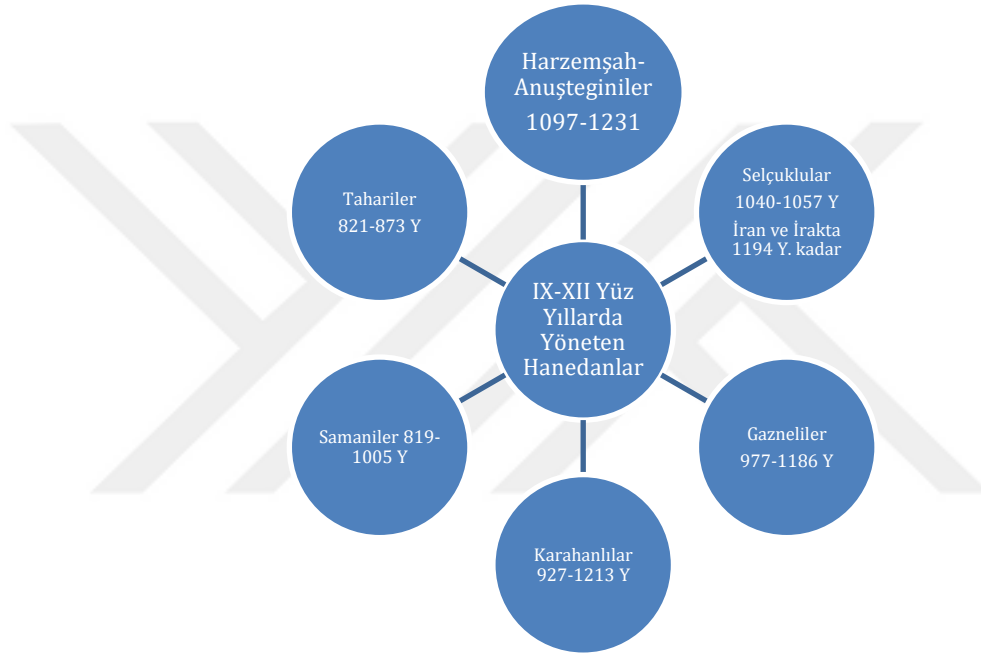 Harzemşah-
Anuşteginiler
1097-1231
Selçuklular
1040-1057 Y
İran ve İrakta
1194 Y. kadar
Gazneliler
977-1186 Y
Karahanlılar
927-1213 Y
Samaniler 819-
1005 Y
Tahariler
821-873 Y
IX-XII Yüz
Yıllarda
Yöneten
Hanedanlar